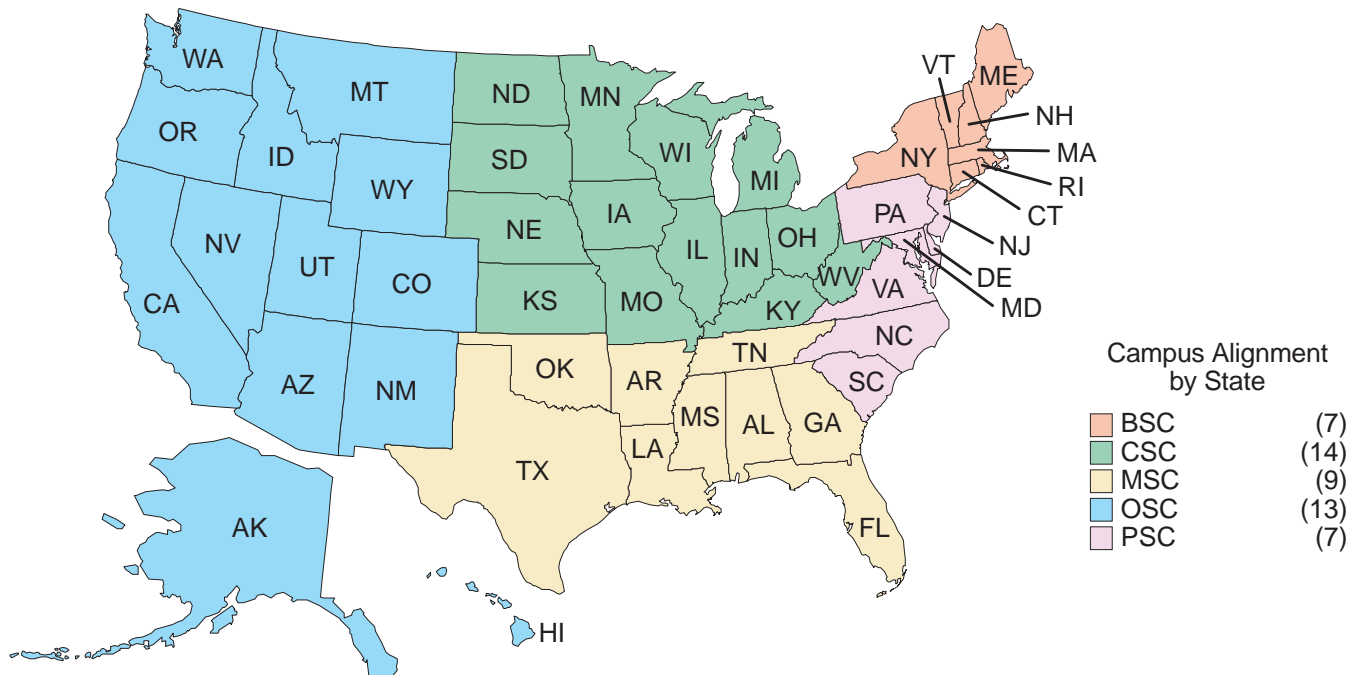 WA
MT
ND
MN
VT
ME
OR
ID
SD
WI
MI
NY
NH
MA
RI
CT
WY
IA
NE
PA
NJ
NV
UT
CO
IL
IN
OH
WV
DE
MD
CA
KS
MO
KY
VA
NC
AZ
NM
OK
AR
TN
SC
TX
LA
MS
AL
GA
FL
AK
HI
Campus Alignment
by State
BSC (7)
CSC (14)
MSC (9)
OSC (13)
PSC (7)